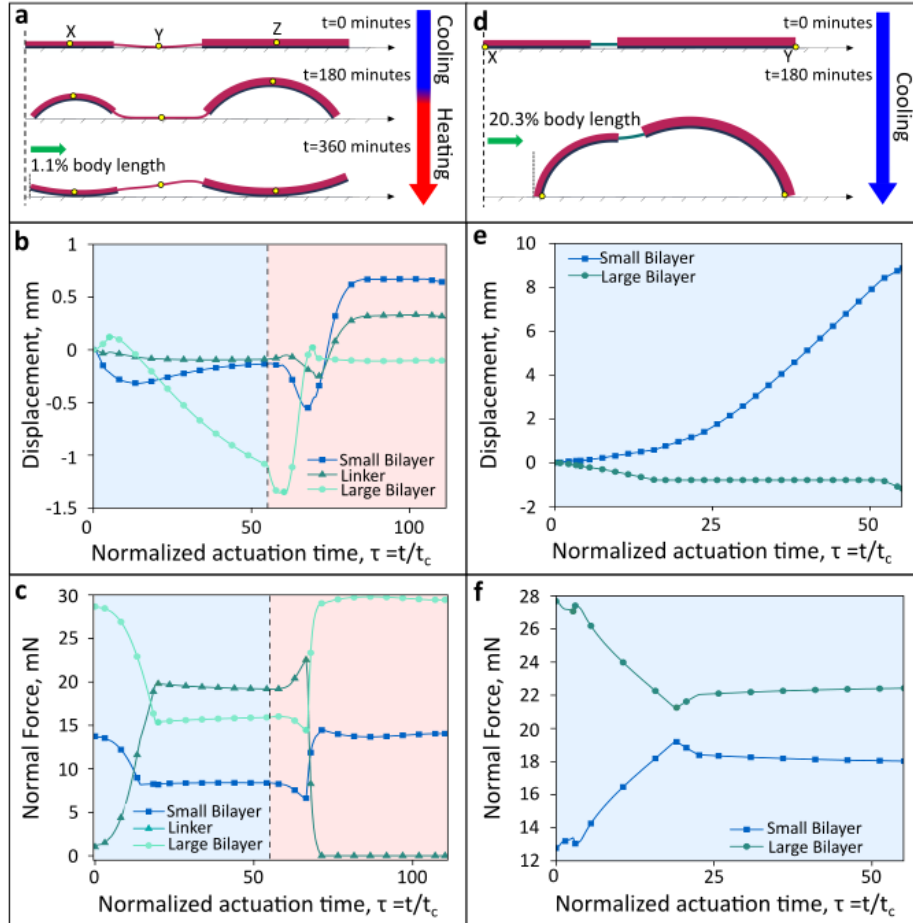 a
X
Y
Z
t=0 minutes
t=180 minutes
t=360 minutes
1.1% body length
Cooling
Heating
d
t=0 minutes
X
Y
t=180 minutes
20.3% body length
Cooling
b
Displacement, mm
1
0.5
0
-0.5
-1
-1.5
Small Bilayer
Linker
Large Bilayer
0
50
100
Normalized actuation time, τ =t/tc
e
Displacement, mm
10
8
6
4
2
0
-2
Small Bilayer
Large Bilayer
0
25
50
Normalized actuation time, τ =t/tc
c
Normal Force, mN
30
25
20
15
10
5
0
Small Bilayer
Linker
Large Bilayer
0
50
100
Normalized actuation time, τ =t/tc
f
Normal Force, mN
28
26
24
22
20
18
16
14
12
Small Bilayer
Large Bilayer
0
25
50
Normalized actuation time, τ =t/tc